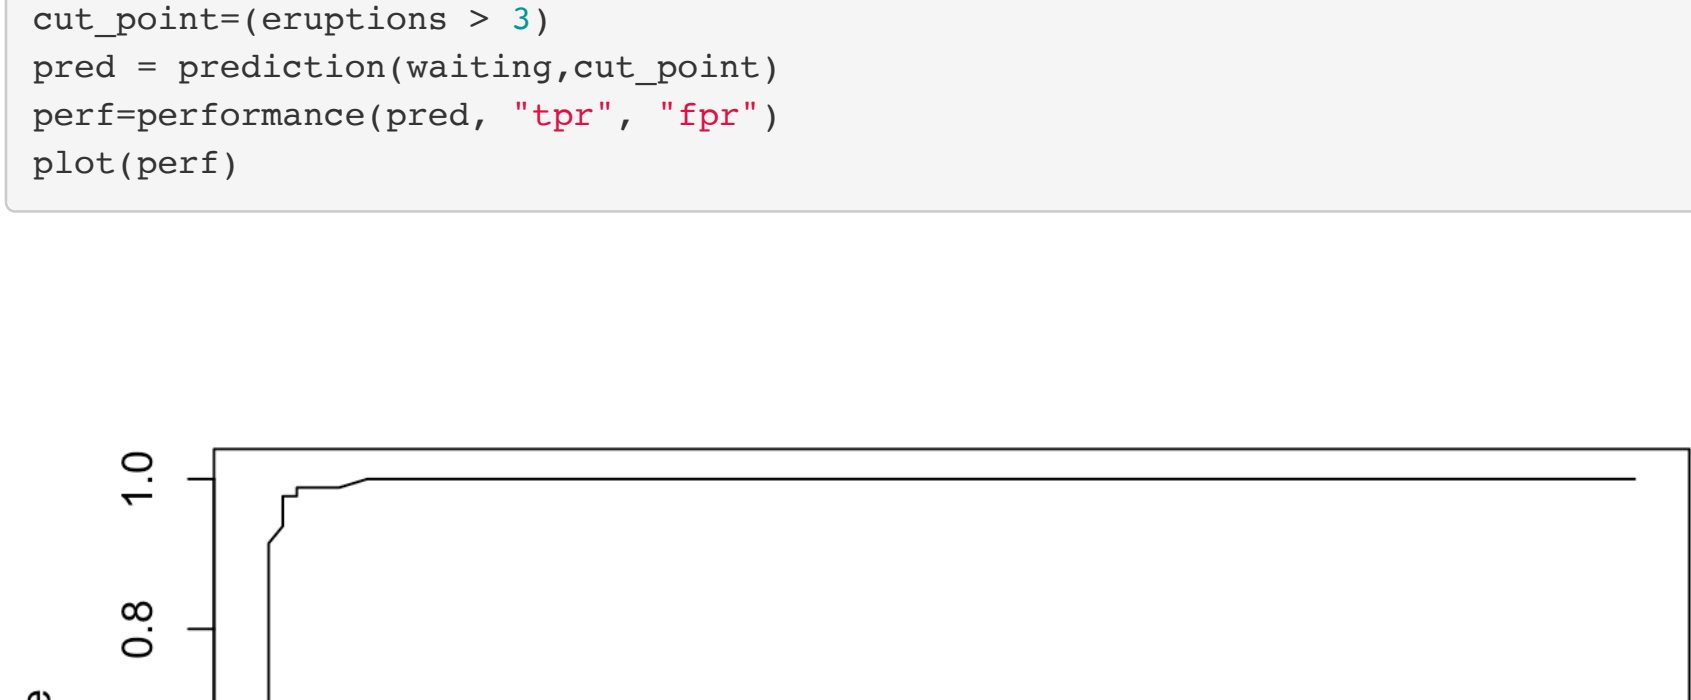 cut_point=(eruptions > 3)
pred = prediction(waiting,cut_point)
perf=performance(pred, "tpr", "fpr")
plot(perf)
1.0
0.8